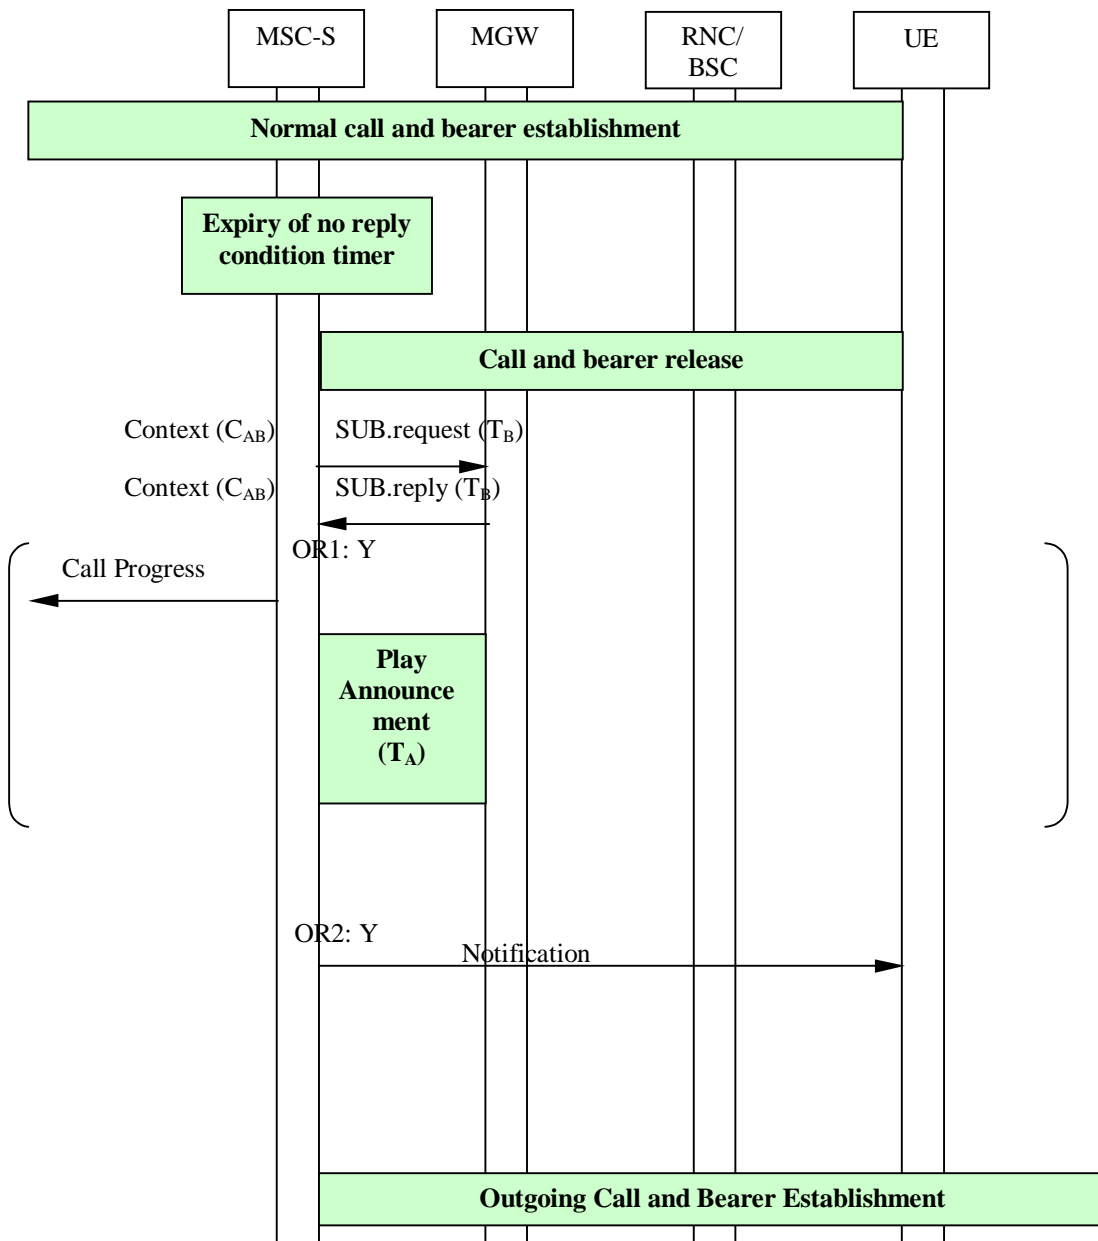 MSC-S
MGW
RNC/
BSC
UE
Normal call and bearer establishment
Expiry of no reply
condition timer
Call and bearer release
Context (CAB) SUB.request (TB)
Context (CAB) SUB.reply (TB)
OR1: Y
Call Progress
Play
Announce
ment
(TA)
OR2: Y
Notification
Outgoing Call and Bearer Establishment